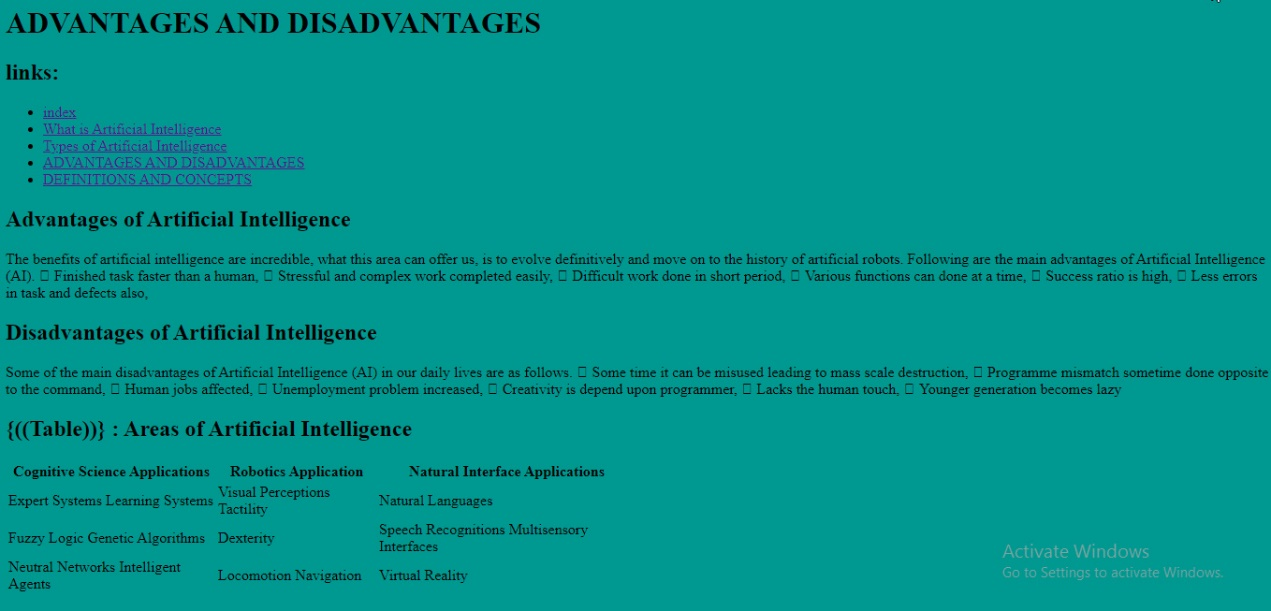 ADVANTAGES AND DISADVANTAGES
links:
• index
• What is Artificial Intelligence
• Types of Artificial Intelligence
• ADVANTAGES AND DISADVANTAGES
• DEFINITIONS AND CONCEPTS
Advantages of Artificial Intelligence
The benefits of artificial intelligence are incredible, what this area can offer us, is to evolve definitively and move on to the history of artificial robots. Following are the main advantages of Artificial Intelligence
(AI). ▯ Finished task faster than a human, ▯ Stressful and complex work completed easily, ▯ Difficult work done in short period, ▯ Various functions can done at a time, ▯ Success ratio is high, ▯ Less errors
in task and defects also,
Disadvantages of Artificial Intelligence
Some of the main disadvantages of Artificial Intelligence (AI) in our daily lives are as follows. ▯ Some time it can be misused leading to mass scale destruction, ▯ Programme mismatch sometime done opposite
to the command, ▯ Human jobs affected, ▯ Unemployment problem increased, ▯ Creativity is depend upon programmer, ▯ Lacks the human touch, ▯ Younger generation becomes lazy
{((Table))} : Areas of Artificial Intelligence
Cognitive Science Applications Robotics Application Natural Interface Applications
Expert Systems Learning Systems Visual Perceptions
Tactility Natural Languages
Fuzzy Logic Genetic Algorithms Dexterity Speech Recognitions Multisensory
Interfaces
Neutral Networks Intelligent
Agents Locomotion Navigation Virtual Reality
Activate Windows
Go to Settings to activate Windows.